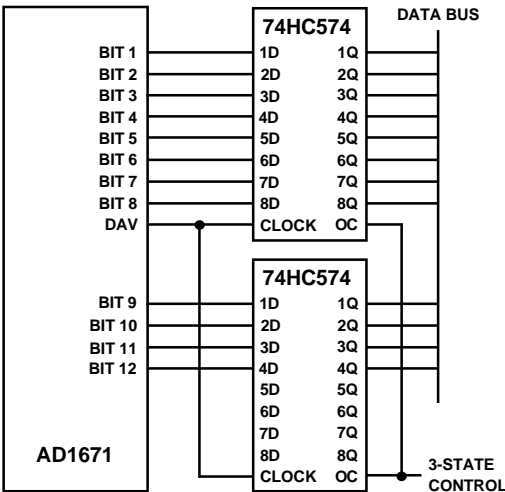 DATA BUS
74HC574
BIT 1 1D 1Q
BIT 2 2D 2Q
BIT 3 3D 3Q
BIT 4 4D 4Q
BIT 5 5D 5Q
BIT 6 6D 6Q
BIT 7 7D 7Q
BIT 8 8D 8Q
DAV CLOCK OC
74HC574
BIT 9 1D 1Q
BIT 10 2D 2Q
BIT 11 3D 3Q
BIT 12 4D 4Q
5D 5Q
6D 6Q
7D 7Q
8D 8Q
AD1671
CLOCK OC
3-STATE
CONTROL